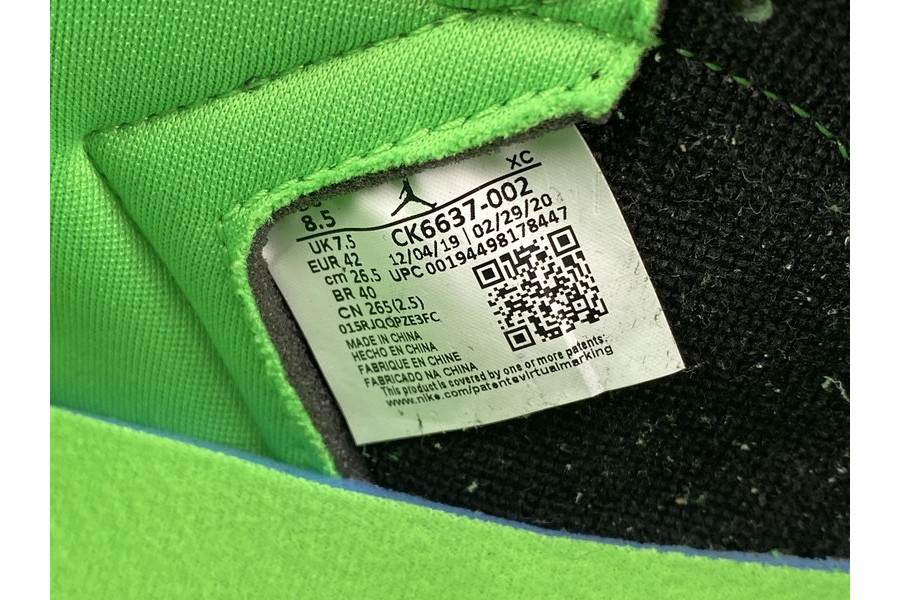 XC
8.5
UK 7.5
EUR 42
cm 26.5
BR 40
CN 265(2.5)
015RJQQPZE3FC
CK6637-002
12/04/19 | 02/29/20
UPC 00194498178447
MADE IN CHINA
HECHO EN CHINA
FABRIQUE EN CHINE
FABRICADO NA CHINA
This product is covered by one or more patents:
www.nike.com/patentsvirtualmarking